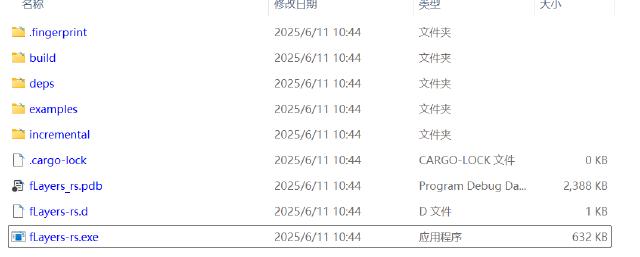 名称 修改日期 类型 大小
.fingerprint 2025/6/11 10:44 文件夹
build 2025/6/11 10:44 文件夹
deps 2025/6/11 10:44 文件夹
examples 2025/6/11 10:44 文件夹
incremental 2025/6/11 10:44 文件夹
.cargo-lock 2025/6/11 10:44 CARGO-LOCK 文件 0 KB
fLayers_rs.pdb 2025/6/11 10:44 Program Debug Da... 2,388 KB
fLayers-rs.d 2025/6/11 10:44 D 文件 1 KB
fLayers-rs.exe 2025/6/11 10:44 应用程序 632 KB